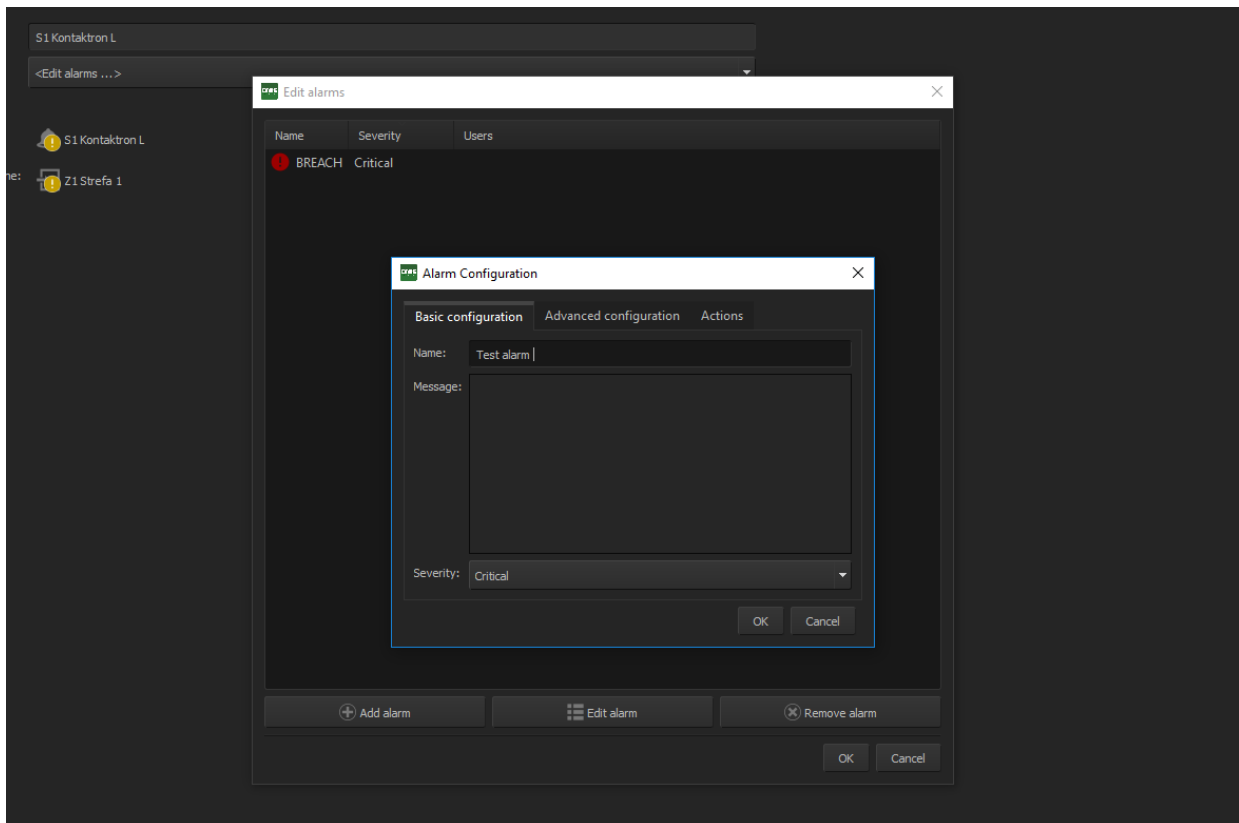 S1 Kontaktron L
<Edit alarms ...>
Edit alarms
Name Severity Users
S1 Kontaktron L
BREACH Critical
ne:
Z1 Strefa 1
Alarm Configuration
Basic configuration Advanced configuration Actions
Name: Test alarm
Message:
Severity: Critical
OK Cancel
Add alarm Edit alarm Remove alarm
OK Cancel